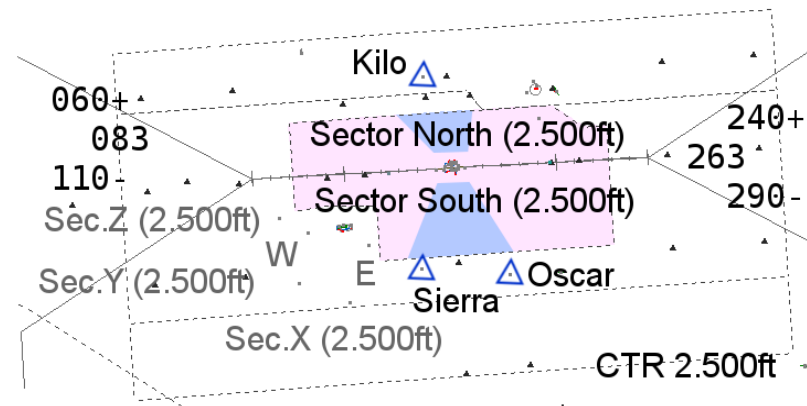 Kilo
060+
083
110-
Sector North (2.500ft)
240+
263
290-
Sector South (2.500ft)
Sec.Z (2.500ft)
W
E
Sec.Y (2.500ft)
Sierra
Oscar
Sec.X (2.500ft)
CTR 2.500ft